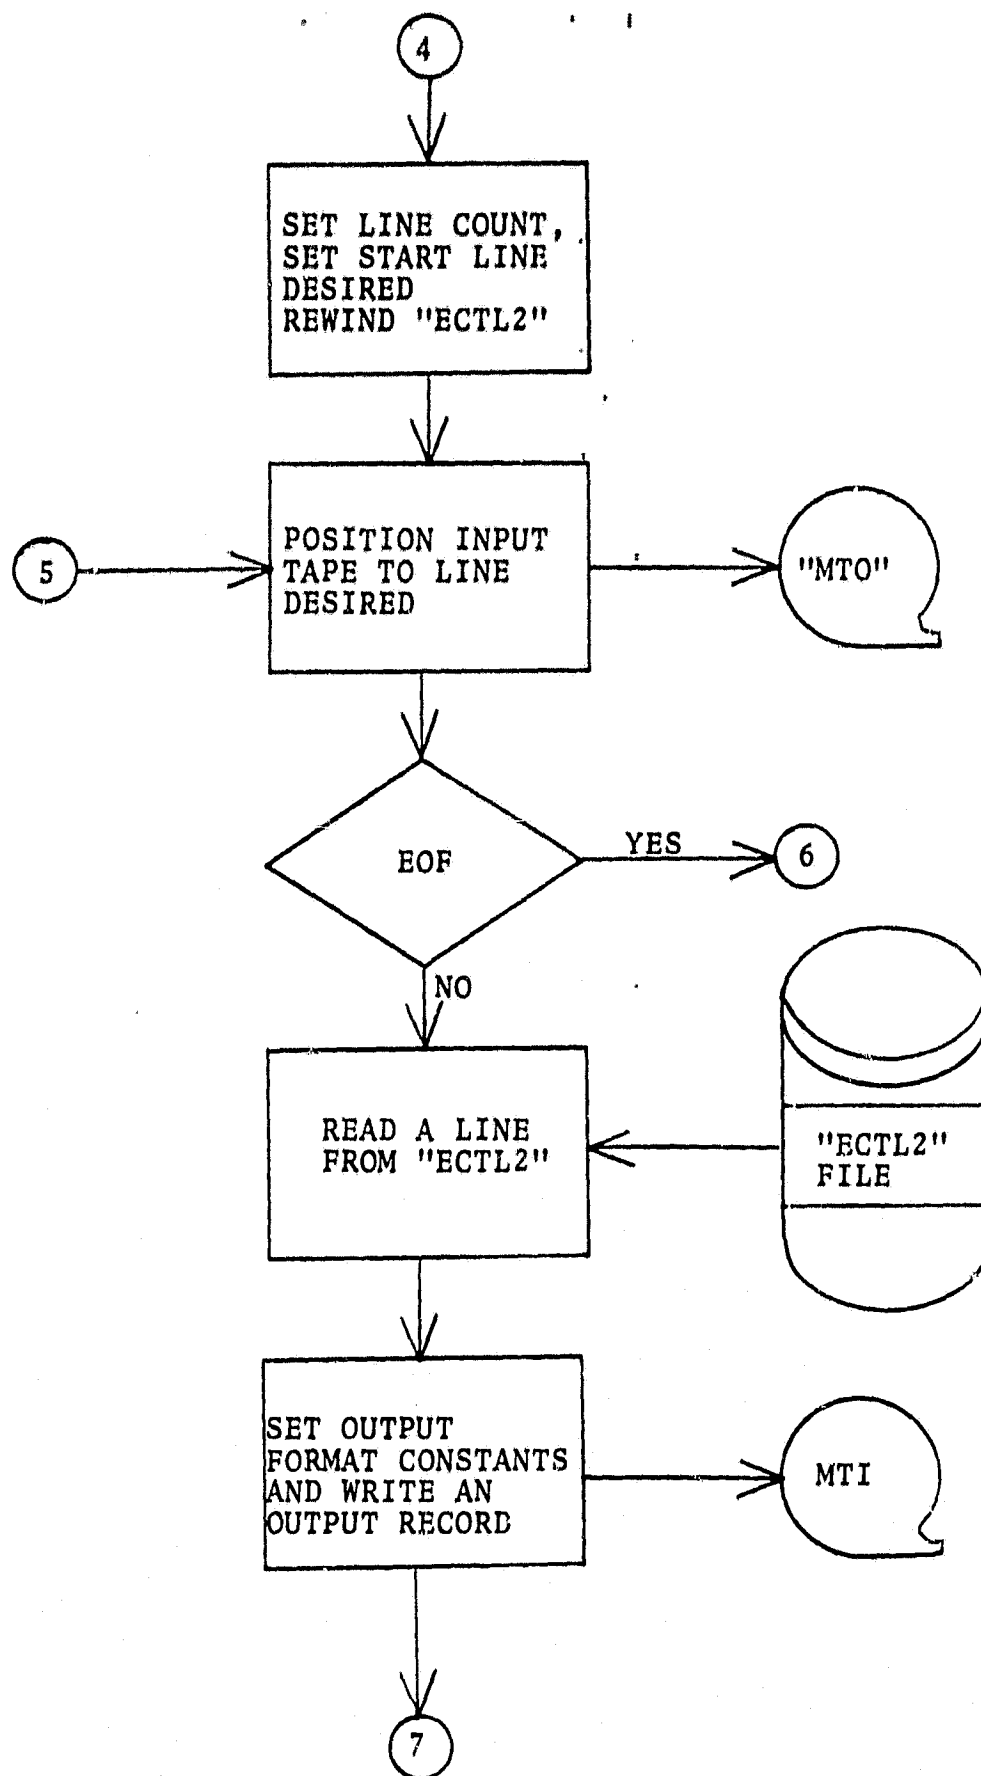 4
SET LINE COUNT,
SET START LINE
DESIRED
REWIND "ECTL2"
5
POSITION INPUT
TAPE TO LINE
DESIRED
"MTO"
EOF
YES
6
NO
READ A LINE
FROM "ECTL2"
"ECTL2"
FILE
SET OUTPUT
FORMAT CONSTANTS
AND WRITE AN
OUTPUT RECORD
MTI
7